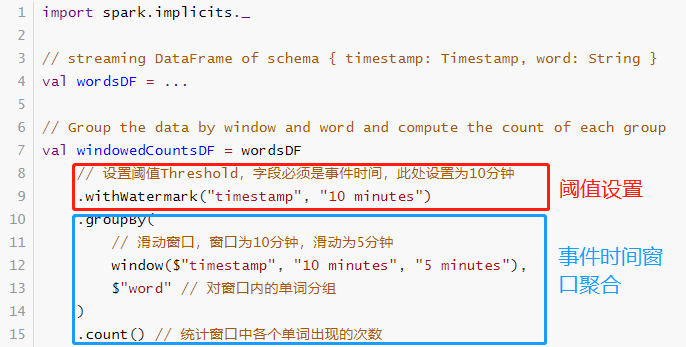 1 import spark.implicits._
2
3 // streaming DataFrame of schema { timestamp: Timestamp, word: String }
4 val wordsDF = ...
5
6 // Group the data by window and word and compute the count of each group
7 val windowedCountsDF = wordsDF
8 // 设置阈值Threshold，字段必须是事件时间，此处设置为10分钟
9 .withWatermark("timestamp", "10 minutes")
阈值设置
10 .groupBy(
11 // 滑动窗口，窗口为10分钟，滑动为5分钟
12 window($"timestamp", "10 minutes", "5 minutes"),
13 $"word" // 对窗口内的单词分组
14 )
15 .count() // 统计窗口中各个单词出现的次数
事件时间窗
口聚合